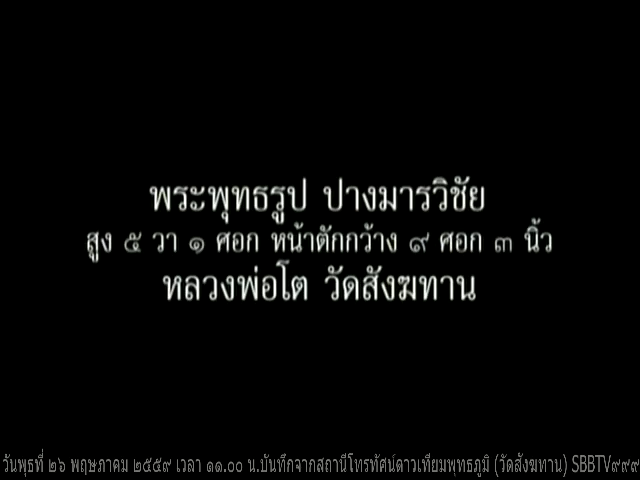 พระพุทธรูป ปางมารวิชัย
สูง ๕ วา ๑ ศอก หน้าตักกว้าง ๙ ศอก ๓ นิ้ว
หลวงพ่อโต วัดสังฆทาน
วันพุธที่ ๒๖ พฤษภาคม ๒๕๕๙ เวลา ๑๑.๐๐ น.บันทึกจากสถานีโทรทัศน์ดาวเทียมพุทธภูมิ (วัดสังฆทาน) SBBTV๙๙๙